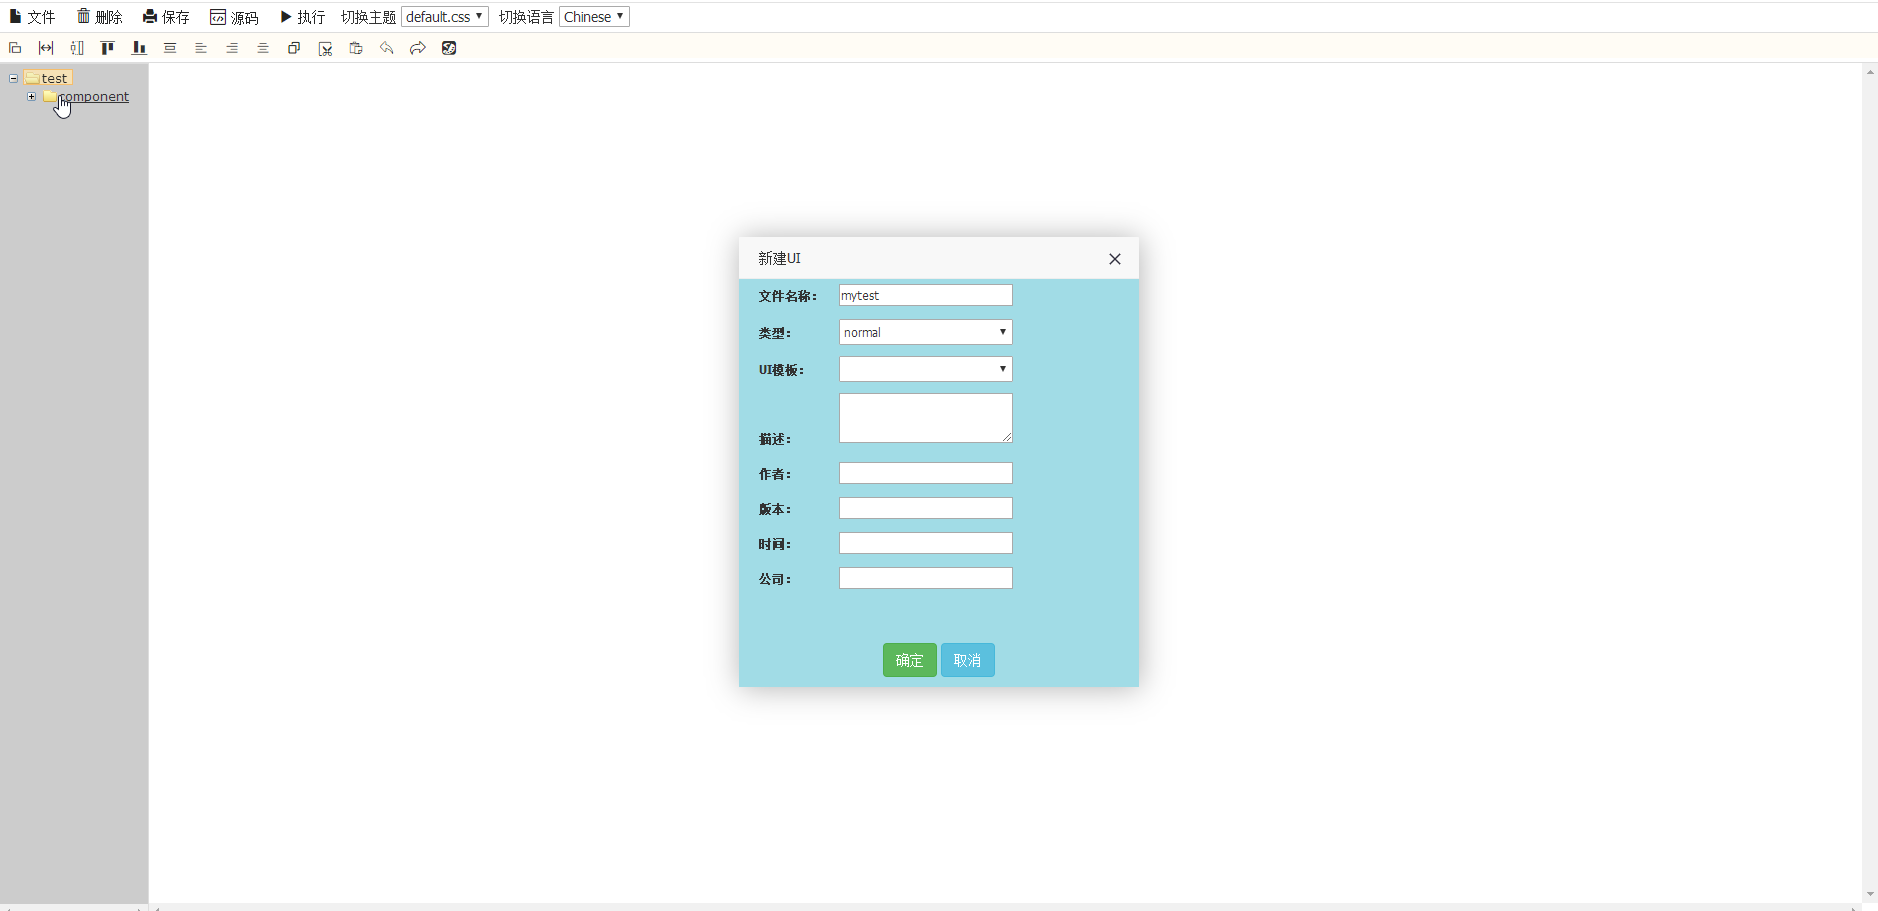 文件 删除 保存 源码 执行 切换主题 default.css 切换语言 Chinese
test
component
新建UI
文件名称： mytest
类型： normal
UI模板：
描述：
作者：
版本：
时间：
公司：
确定 取消